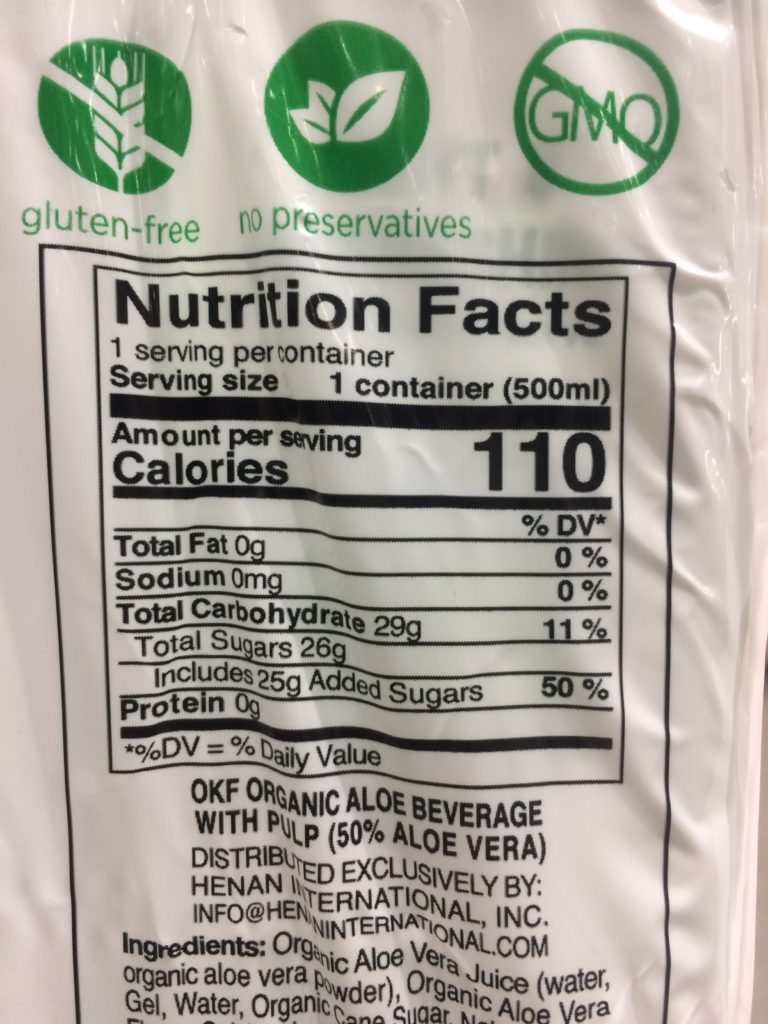 GMO
gluten-free no preservatives
Nutrition Facts
1 serving per container
Serving size 1 container (500ml)
Amount per serving
Calories 110
% DV*
Total Fat 0g 0 %
Sodium 0mg 0 %
Total Carbohydrate 29g 11 %
Total Sugars 26g
Includes 25g Added Sugars 50 %
Protein 0g
*%DV = % Daily Value
OKF ORGANIC ALOE BEVERAGE
WITH PULP (50% ALOE VERA)
DISTRIBUTED EXCLUSIVELY BY:
HENAN INTERNATIONAL, INC.
INFO@HENANINTERNATIONAL.COM
Ingredients: Organic Aloe Vera Juice (water,
organic aloe vera powder), Organic Aloe Vera
Gel, Water, Organic Cane Sugar,